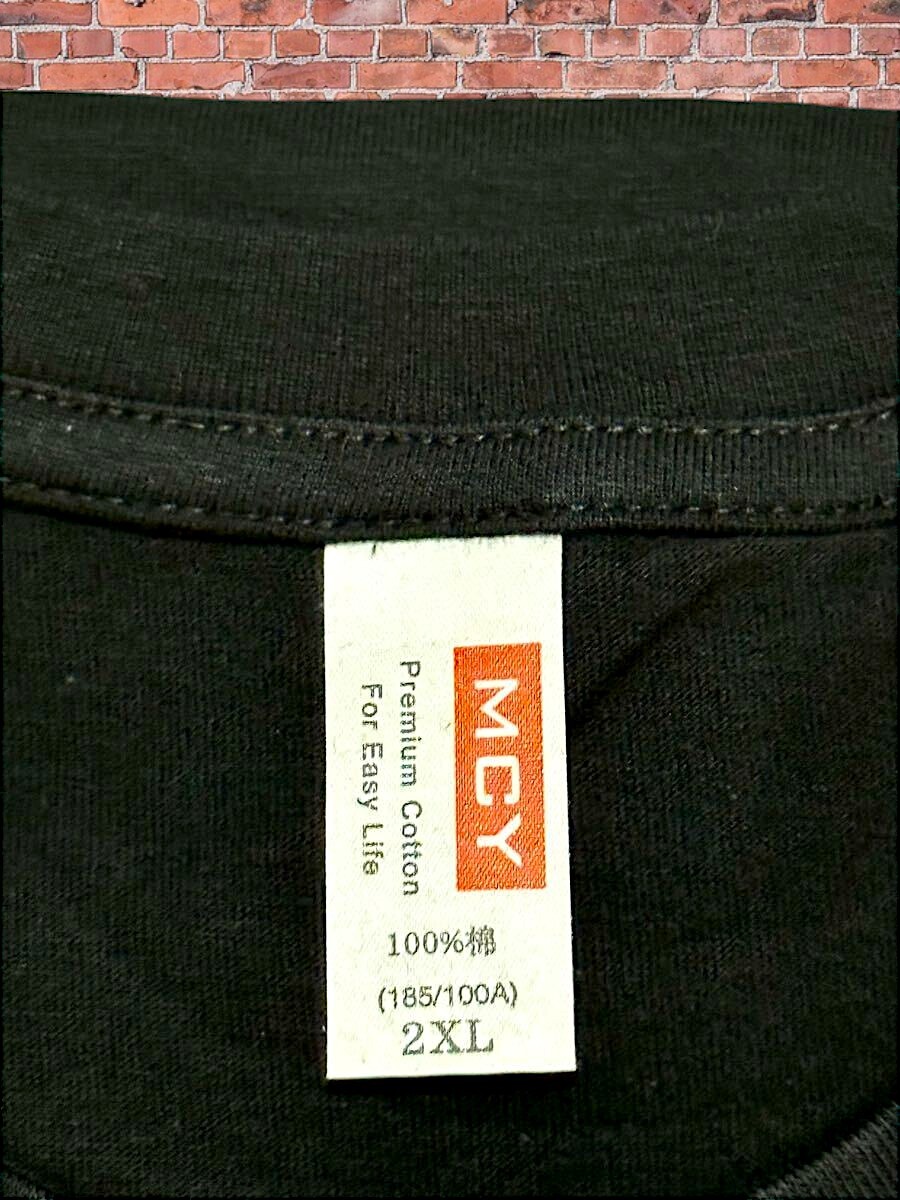 MCY
Premium Cotton
For Easy Life
100%棉
(185/100A)
2XL